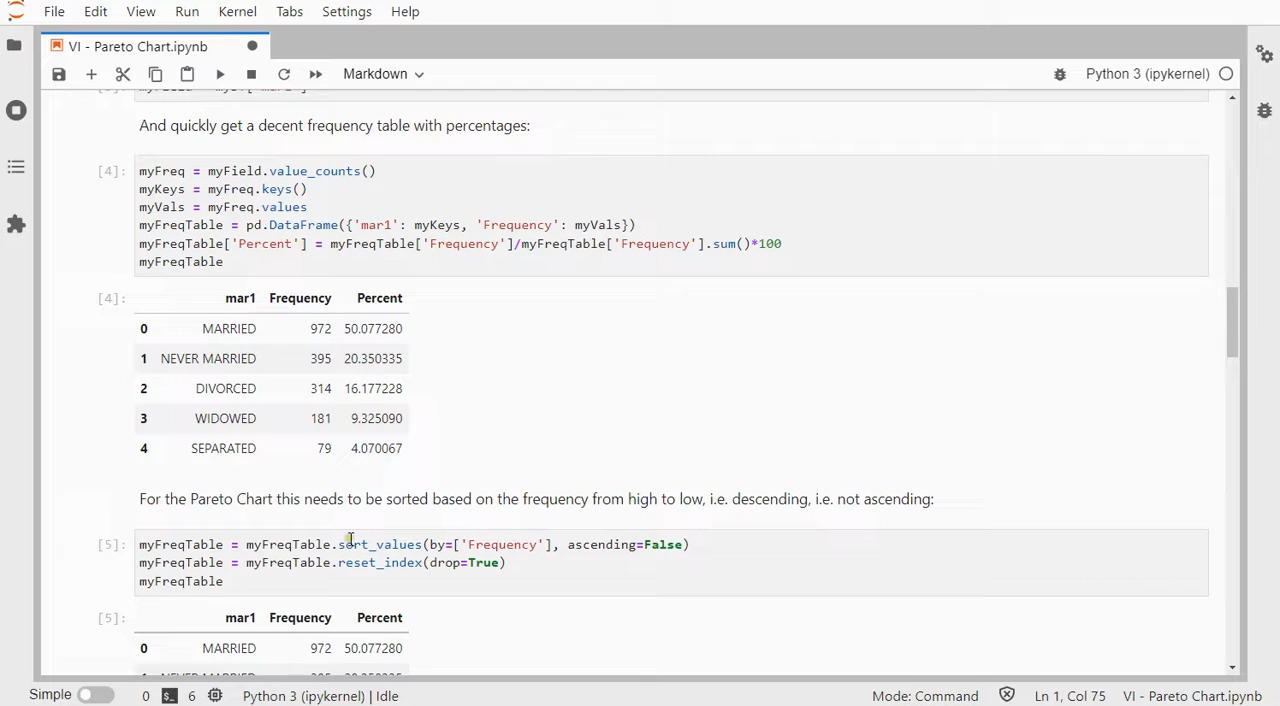 File Edit View Run Kernel Tabs Settings Help
VI - Pareto Chart.ipynb
Markdown Python 3 (ipykernel)
And quickly get a decent frequency table with percentages:
[4]: myFreq = myField.value_counts()
myKeys = myFreq.keys()
myVals = myFreq.values
myFreqTable = pd.DataFrame({'mar1': myKeys, 'Frequency': myVals})
myFreqTable['Percent'] = myFreqTable['Frequency']/myFreqTable['Frequency'].sum()*100
myFreqTable
[4]: mar1 Frequency Percent
0 MARRIED 972 50.077280
1 NEVER MARRIED 395 20.350335
2 DIVORCED 314 16.177228
3 WIDOWED 181 9.325090
4 SEPARATED 79 4.070067
For the Pareto Chart this needs to be sorted based on the frequency from high to low, i.e. descending, i.e. not ascending:
[5]: myFreqTable = myFreqTable.sort_values(by=['Frequency'], ascending=False)
myFreqTable = myFreqTable.reset_index(drop=True)
myFreqTable
[5]: mar1 Frequency Percent
0 MARRIED 972 50.077280
Simple 0 6 Python 3 (ipykernel) | Idle Mode: Command Ln 1, Col 75 VI - Pareto Chart.ipynb